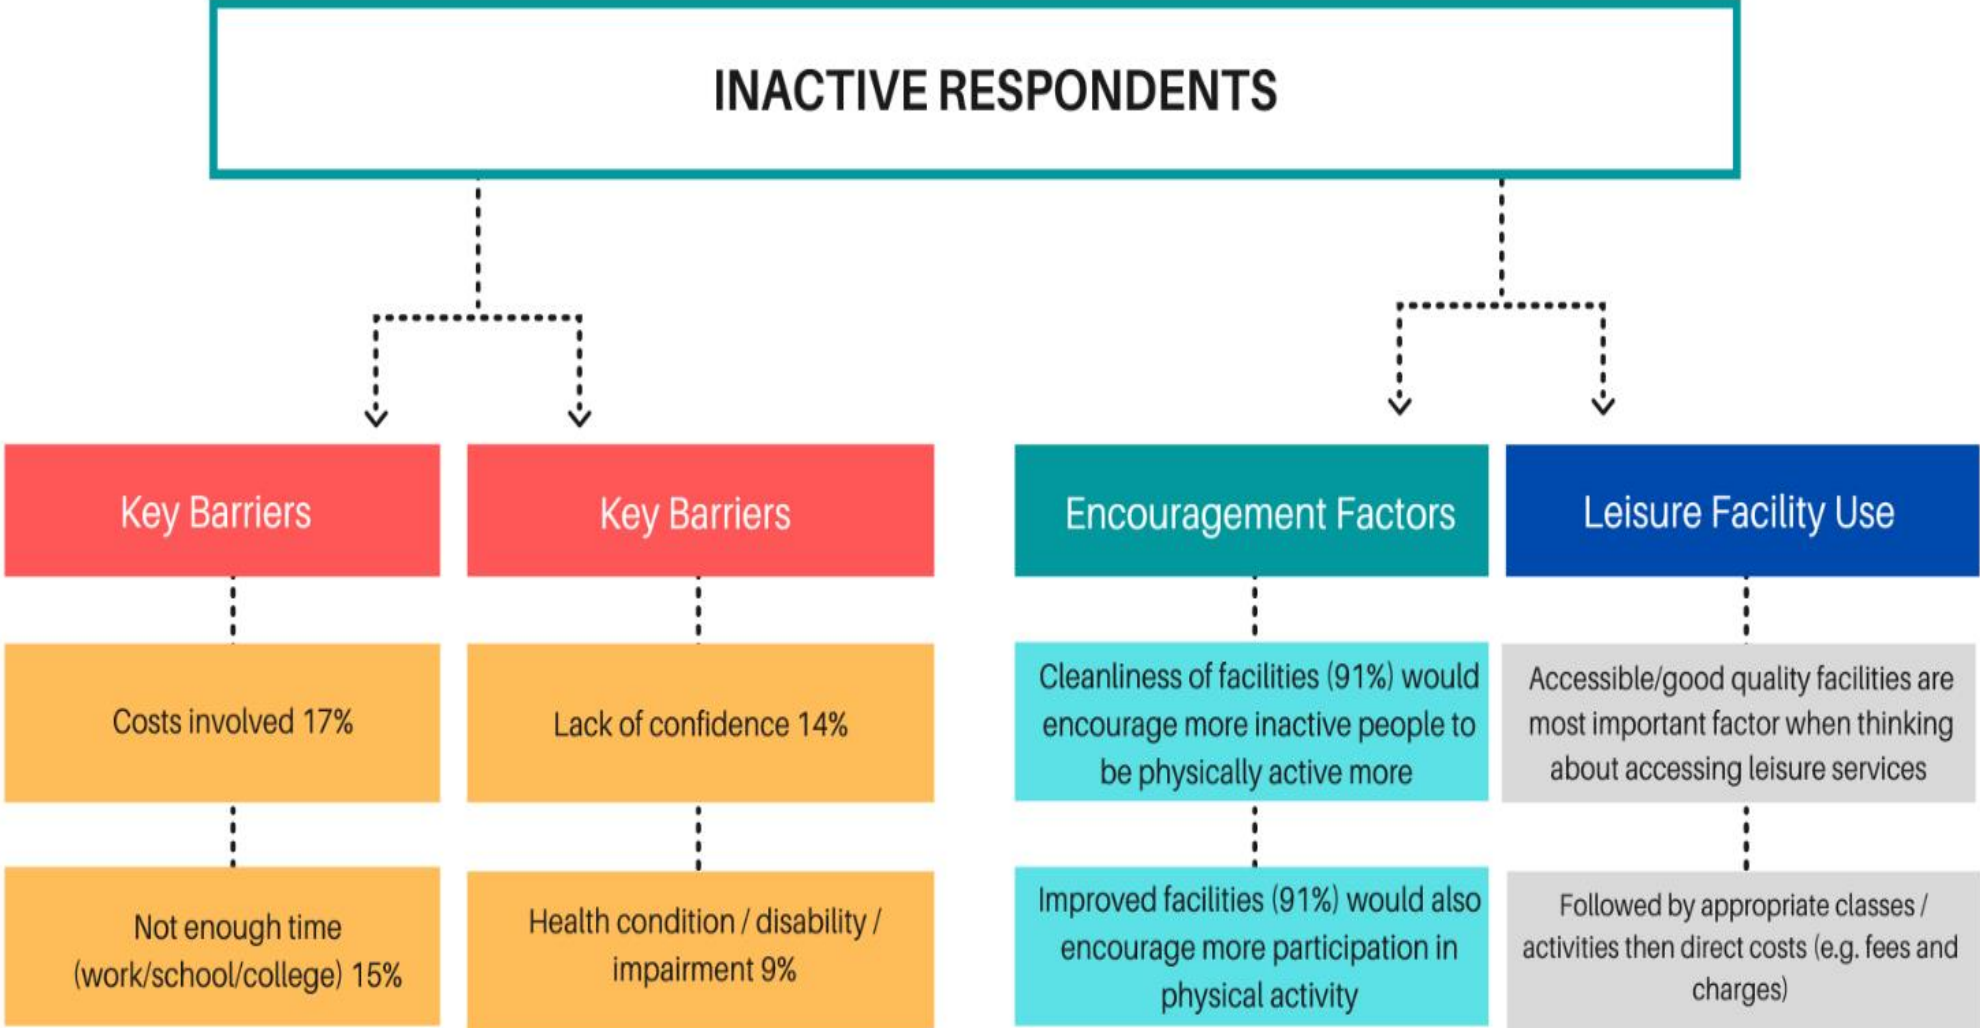 INACTIVE RESPONDENTS
Key Barriers
Costs involved 17%
Not enough time
(work/school/college) 15%
Key Barriers
Lack of confidence 14%
Health condition / disability /
impairment 9%
Encouragement Factors
Cleanliness of facilities (91%) would
encourage more inactive people to
be physically active more
Improved facilities (91%) would also
encourage more participation in
physical activity
Leisure Facility Use
Accessible/good quality facilities are
most important factor when thinking
about accessing leisure services
Followed by appropriate classes /
activities then direct costs (e.g. fees and
charges)